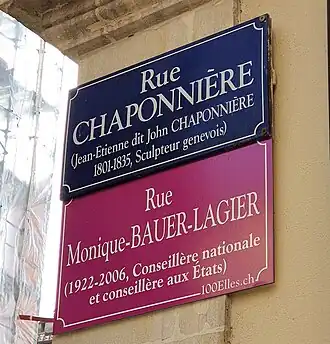 Rue
CHAPONNIÈRE
(Jean-Etienne dit John CHAPONNIÈRE
1801-1835, Sculpteur genevois)
Rue
Monique-BAUER-LAGIER
(1922-2006, Conseillère nationale
et conseillère aux États)
100Elles.ch